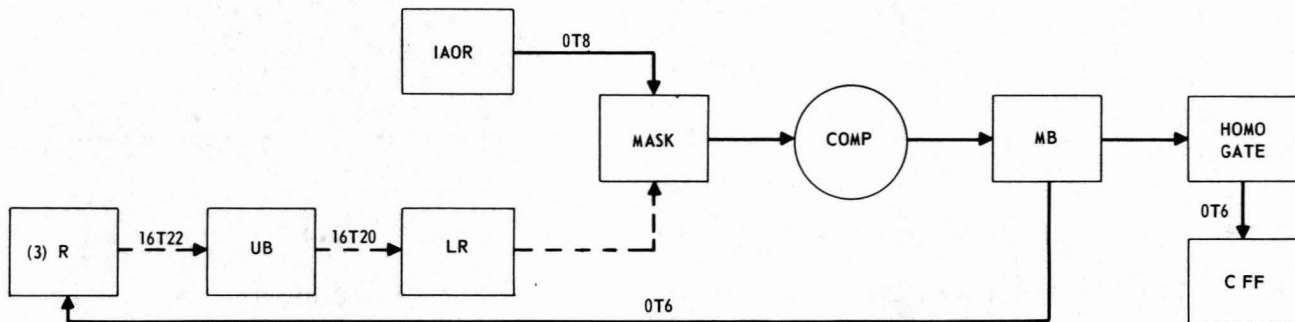 IAOR
0T8
MASK
COMP
MB
HOMO
GATE
0T6
C FF
(3) R
16T22
UB
16T20
LR
0T6